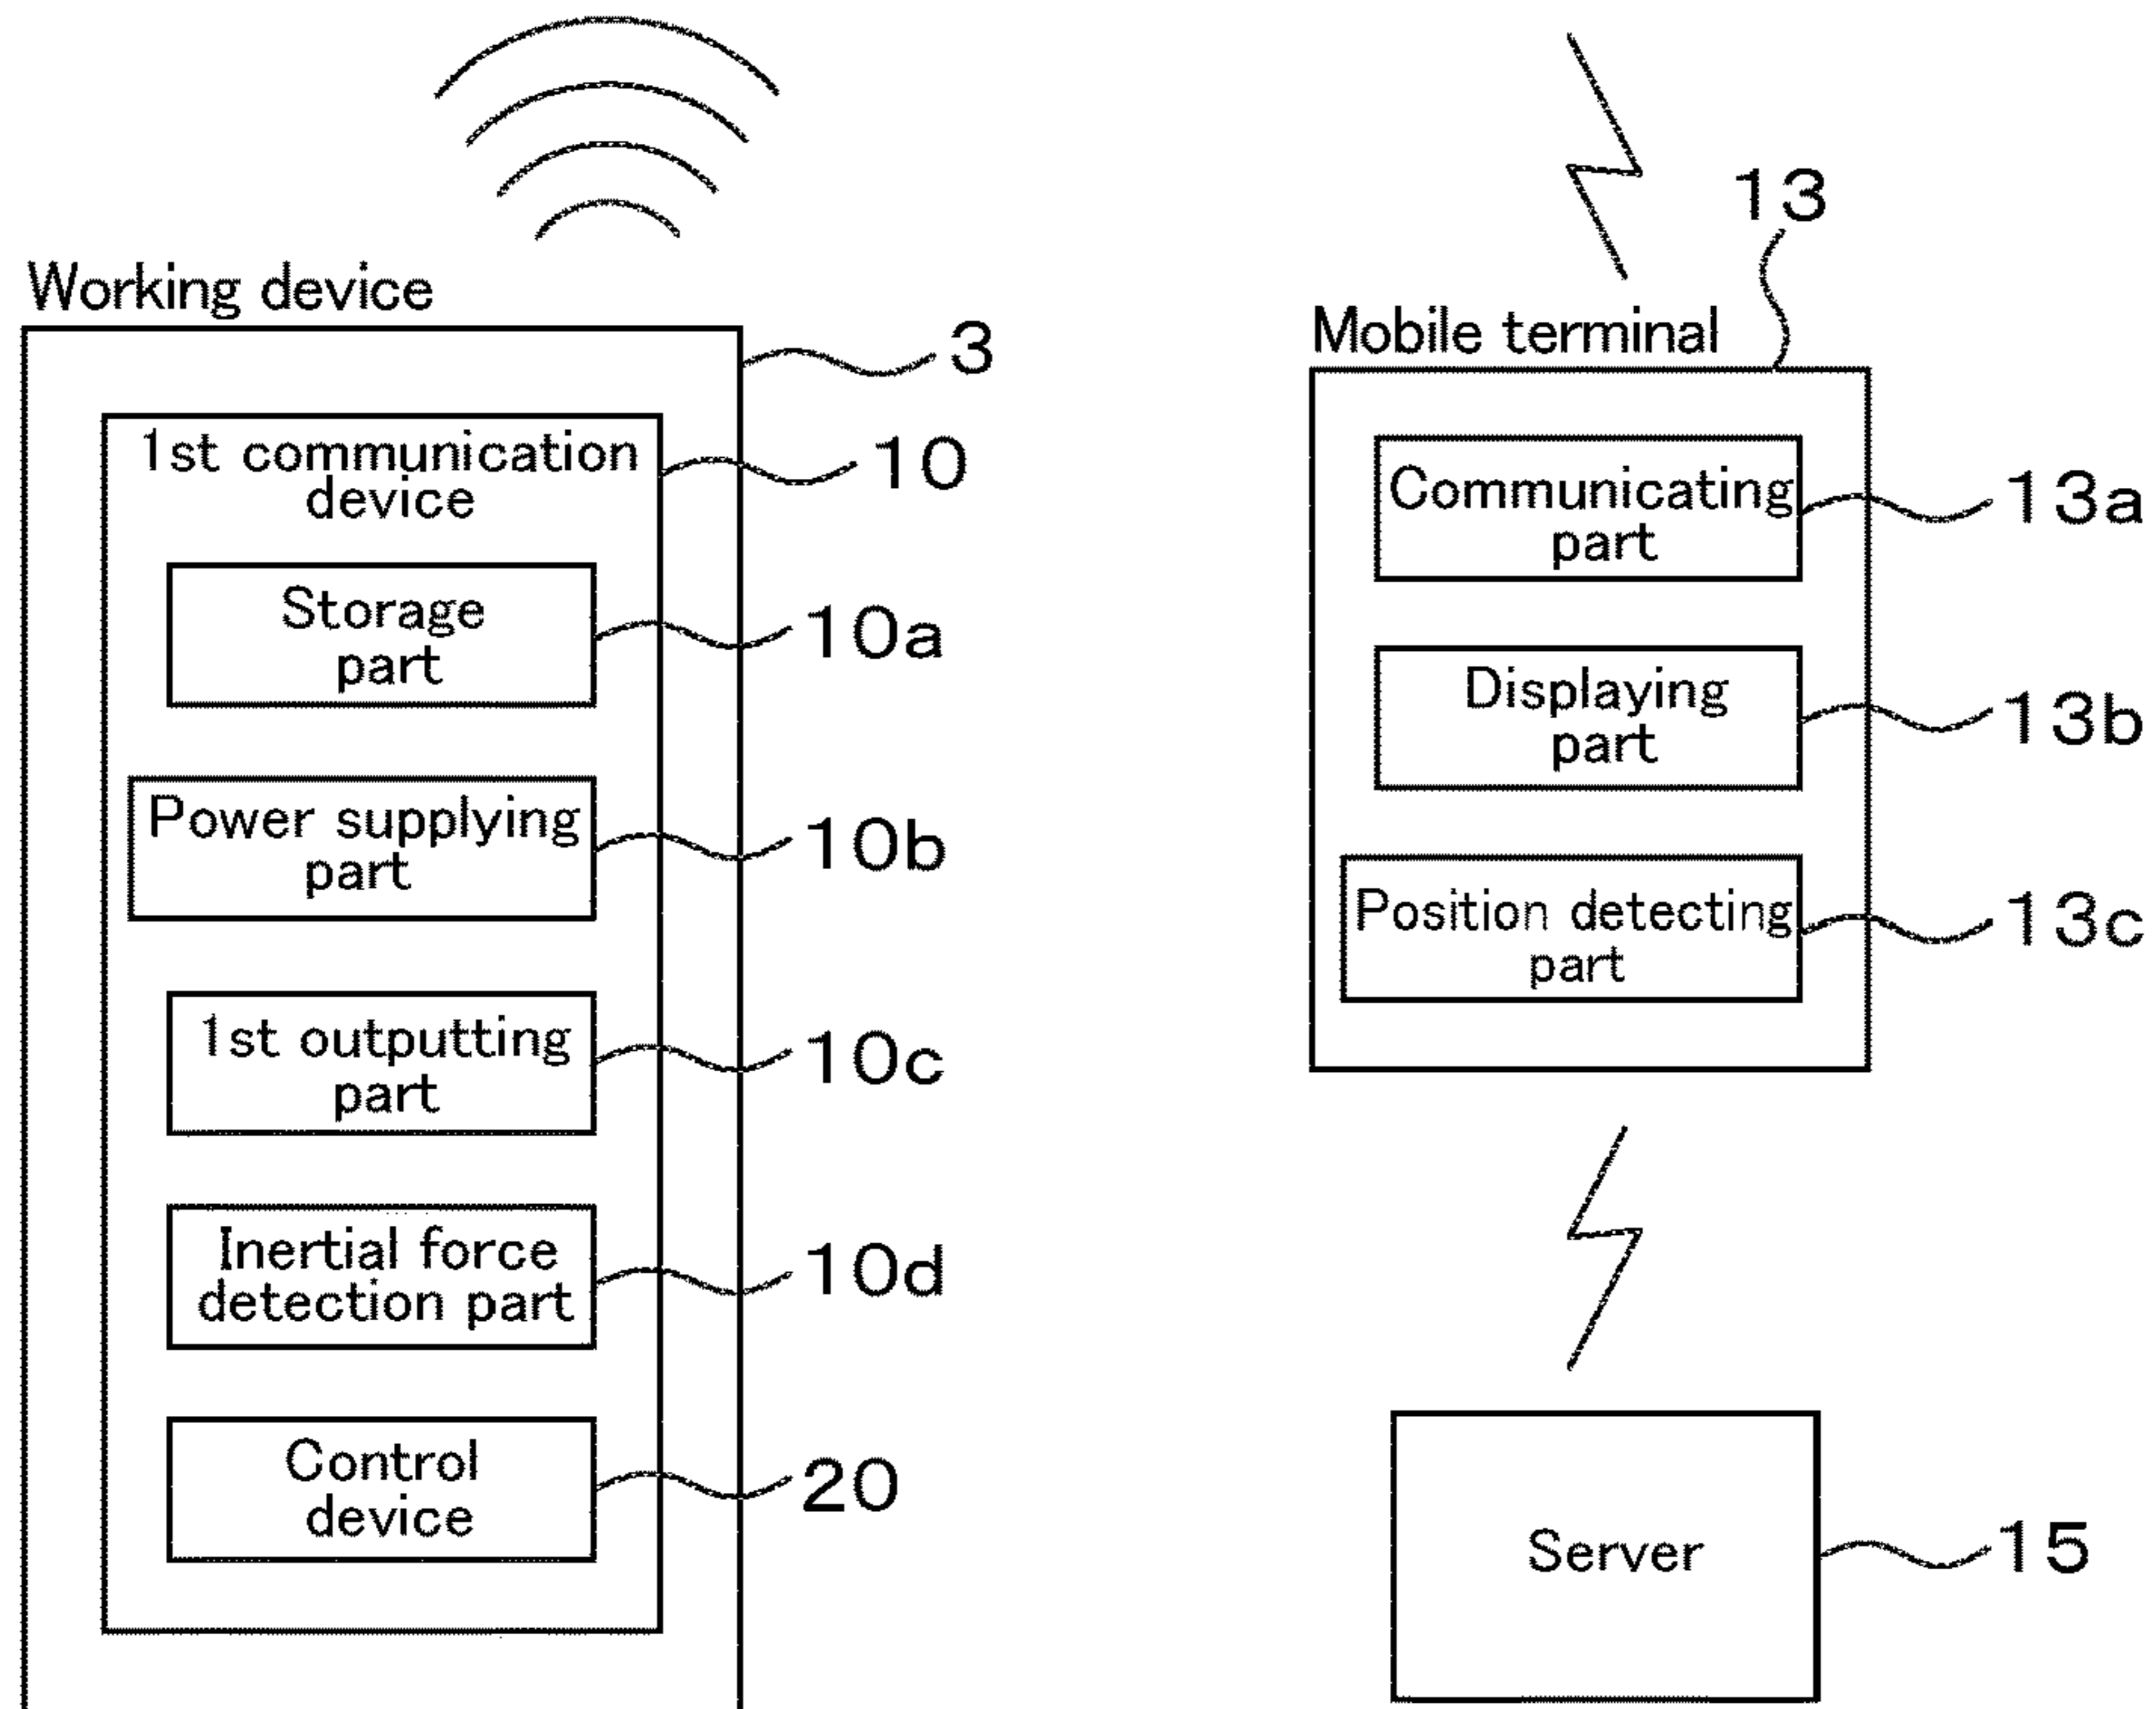 Working device
3
1st communication
device
10
Storage
part
10a
Power supplying
part
10b
1st outputting
part
10c
Inertial force
detection part
10d
Control
device
20
13
Mobile terminal
Communicating
part
13a
Displaying
part
13b
Position detecting
part
13c
Server
15